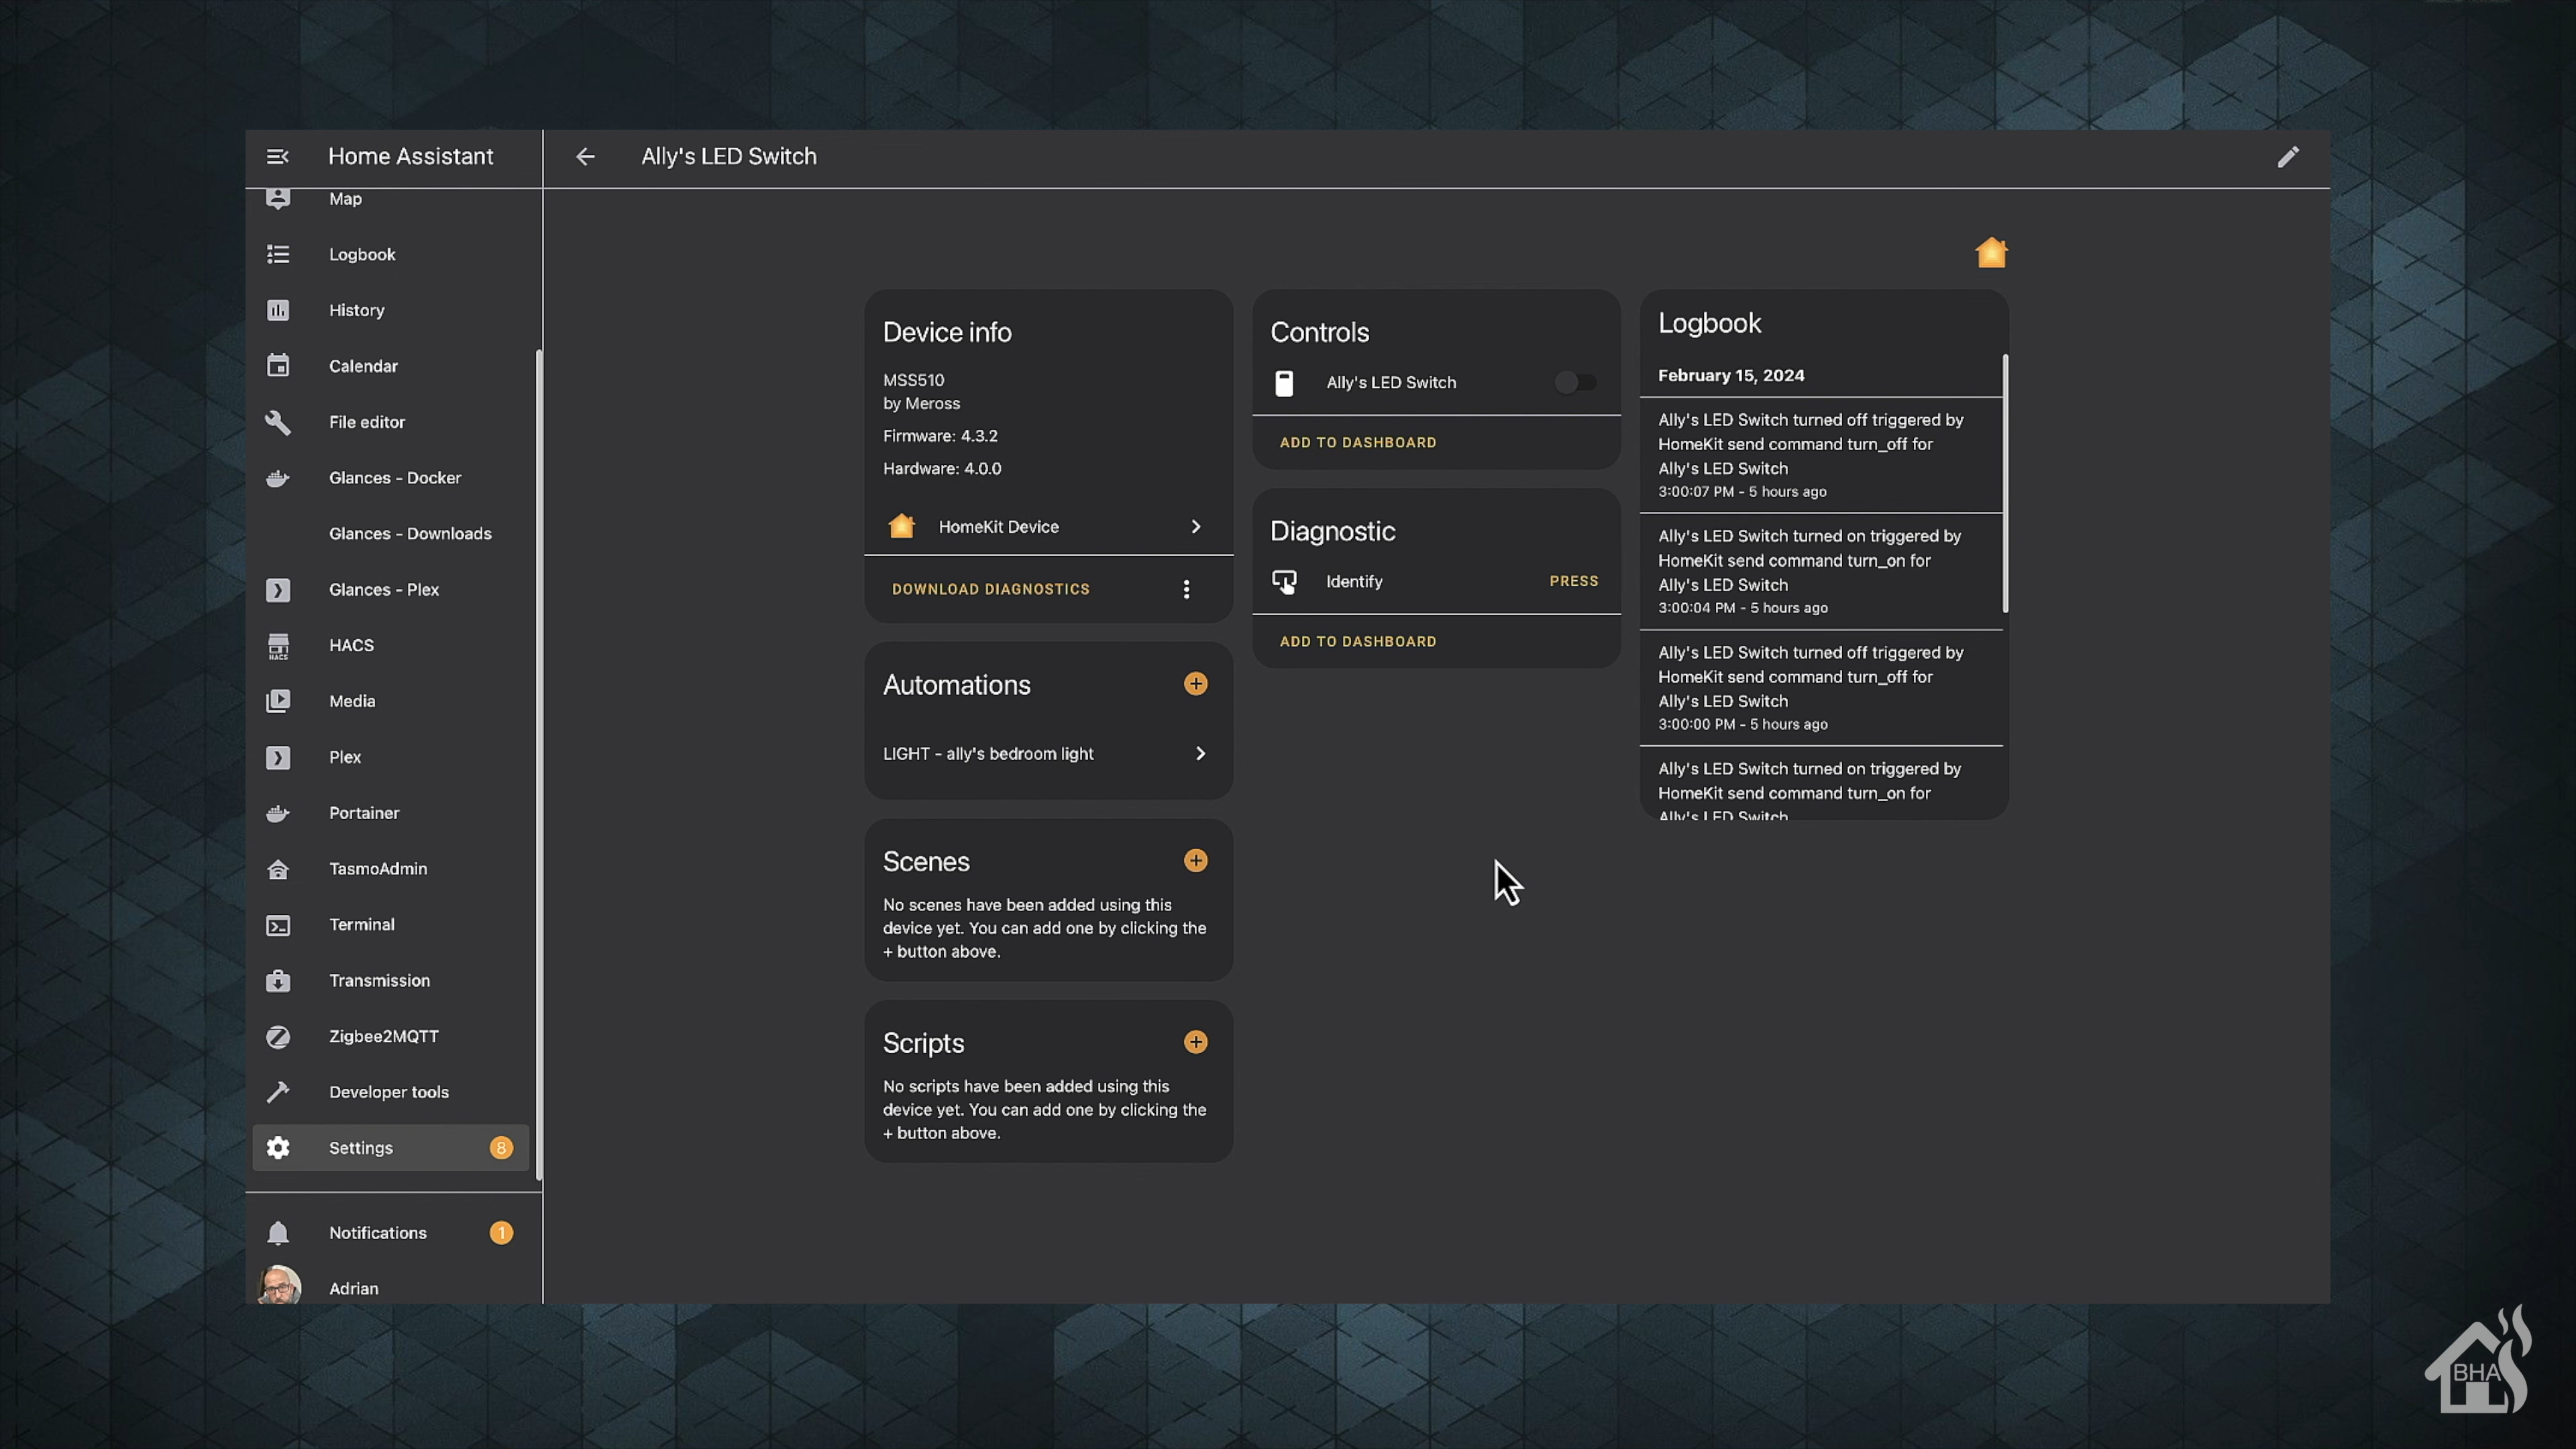 Home Assistant
Ally's LED Switch
Map
Logbook
History
Calendar
File editor
Glances - Docker
Glances - Downloads
Glances - Plex
HACS
HACS
Media
Plex
Portainer
TasmoAdmin
Terminal
Transmission
Zigbee2MQTT
Developer tools
Settings 8
Notifications 1
Adrian
Device info
MSS510
by Meross
Firmware: 4.3.2
Hardware: 4.0.0
HomeKit Device
DOWNLOAD DIAGNOSTICS
Automations
LIGHT - ally's bedroom light
Scenes
No scenes have been added using this
device yet. You can add one by clicking the
+ button above.
Scripts
No scripts have been added using this
device yet. You can add one by clicking the
+ button above.
Controls
Ally's LED Switch
ADD TO DASHBOARD
Diagnostic
Identify PRESS
ADD TO DASHBOARD
Logbook
February 15, 2024
Ally's LED Switch turned off triggered by
HomeKit send command turn_off for
Ally's LED Switch
3:00:07 PM - 5 hours ago
Ally's LED Switch turned on triggered by
HomeKit send command turn_on for
Ally's LED Switch
3:00:04 PM - 5 hours ago
Ally's LED Switch turned off triggered by
HomeKit send command turn_off for
Ally's LED Switch
3:00:00 PM - 5 hours ago
Ally's LED Switch turned on triggered by
HomeKit send command turn_on for
Ally's LED Switch
BHA